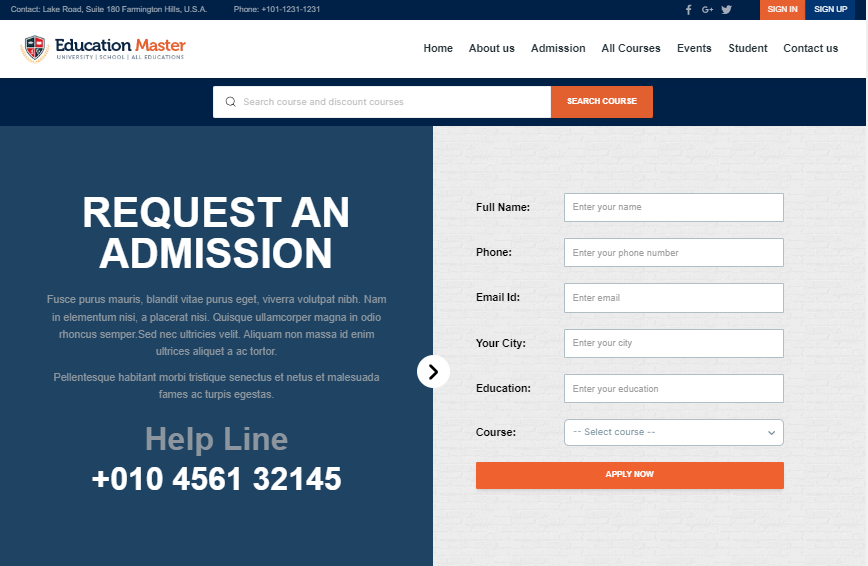 Contact: Lake Road, Suite 180 Farmington Hills, U.S.A. Phone: +101-1231-1231 SIGN IN SIGN UP
Education Master
UNIVERSITY | SCHOOL | ALL EDUCATIONS
Home About us Admission All Courses Events Student Contact us
Search course and discount courses SEARCH COURSE
REQUEST AN
ADMISSION
Fusce purus mauris, blandit vitae purus eget, viverra volutpat nibh. Nam
in elementum nisi, a placerat nisi. Quisque ullamcorper magna in odio
rhoncus semper.Sed nec ultricies velit. Aliquam non massa id enim
ultrices aliquet a ac tortor.
Pellentesque habitant morbi tristique senectus et netus et malesuada
fames ac turpis egestas.
Help Line
+010 4561 32145
Full Name: Enter your name
Phone: Enter your phone number
Email Id: Enter email
Your City: Enter your city
Education: Enter your education
Course: -- Select course --
APPLY NOW